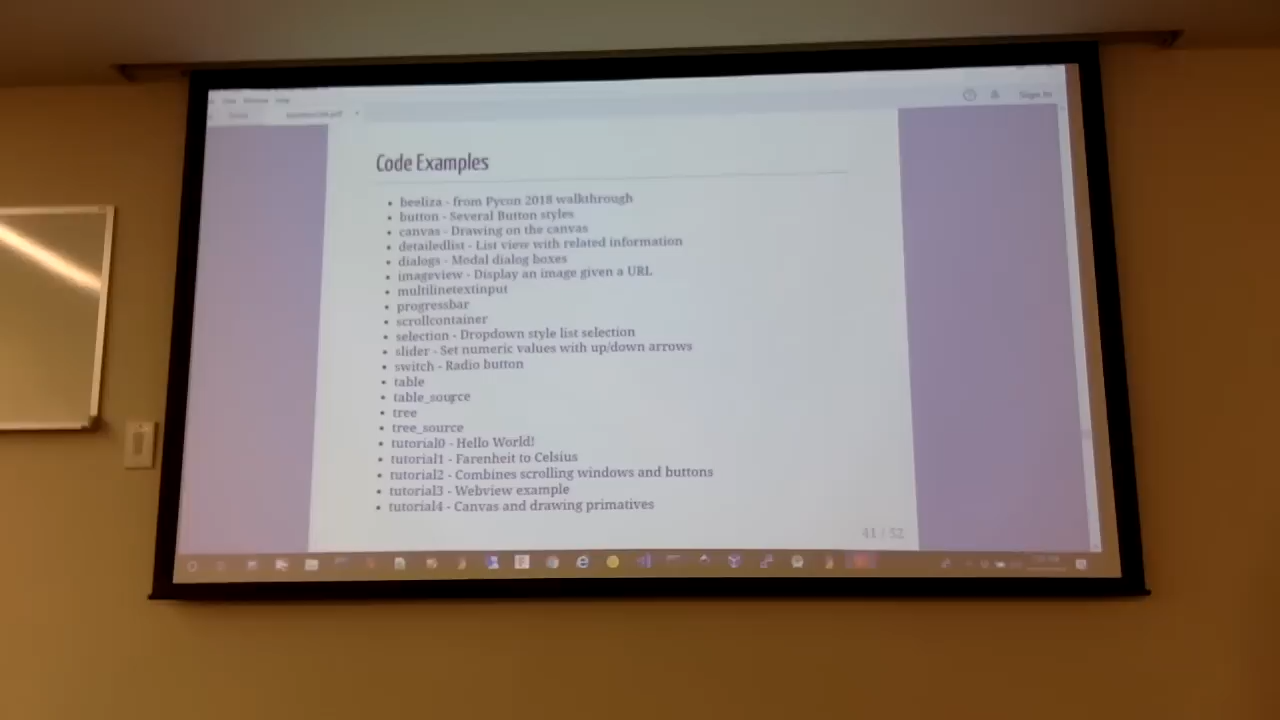 Sign In
Code Examples
• beeliza - from Pycon 2018 walkthrough
• button - Several Button styles
• canvas - Drawing on the canvas
• detailedlist - List view with related information
• dialogs - Modal dialog boxes
• imageview - Display an image given a URL
• multilinetextinput
• progressbar
• scrollcontainer
• selection - Dropdown style list selection
• slider - Set numeric values with up/down arrows
• switch - Radio button
• table
• table_source
• tree
• tree_source
• tutorial0 - Hello World!
• tutorial1 - Farenheit to Celsius
• tutorial2 - Combines scrolling windows and buttons
• tutorial3 - Webview example
• tutorial4 - Canvas and drawing primatives
41 / 52